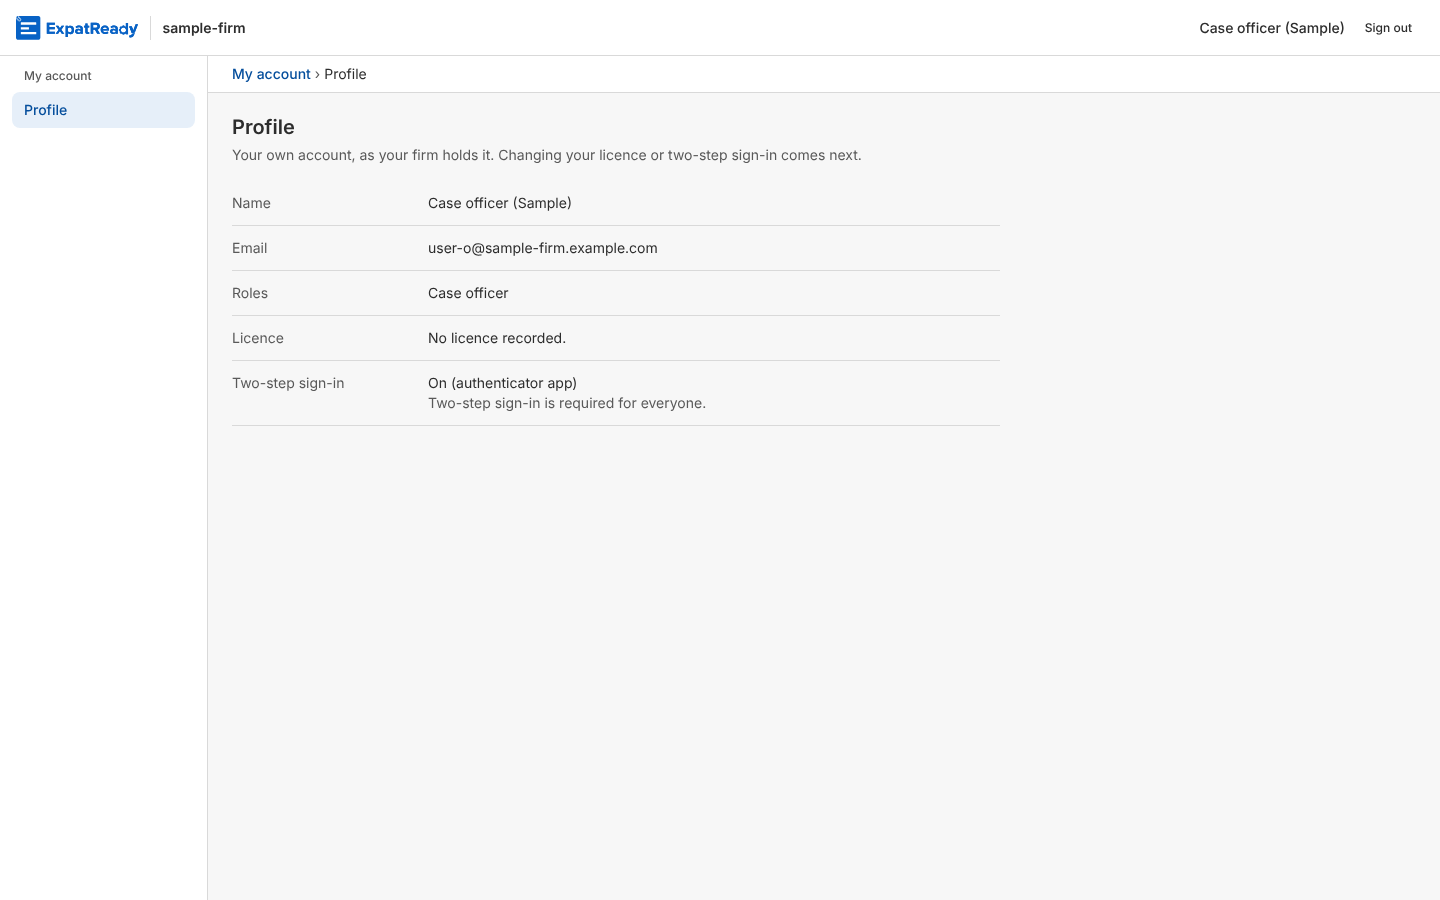 ExpatReady sample-firm Case officer (Sample) Sign out
My account
Profile
My account › Profile
Profile
Your own account, as your firm holds it. Changing your licence or two-step sign-in comes next.
Name Case officer (Sample)
Email user-o@sample-firm.example.com
Roles Case officer
Licence No licence recorded.
Two-step sign-in On (authenticator app)
Two-step sign-in is required for everyone.